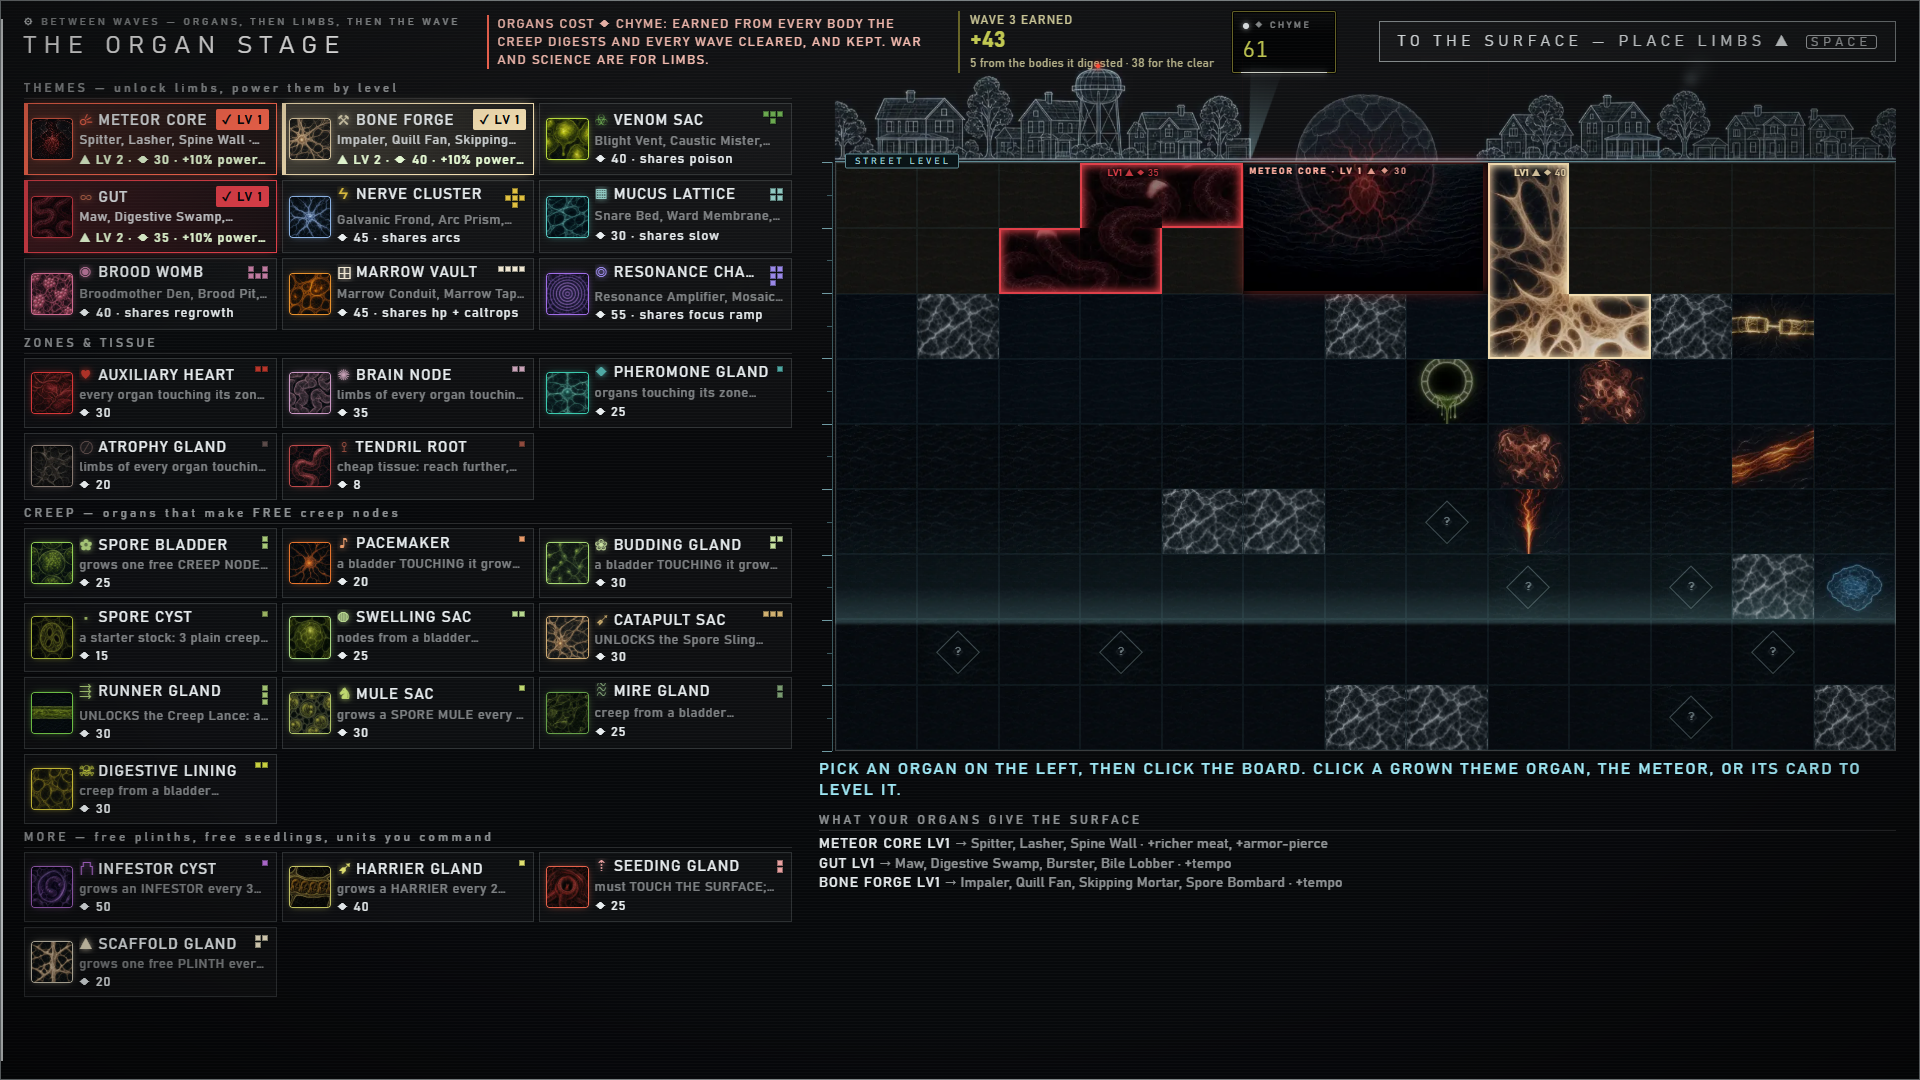 BETWEEN WAVES — ORGANS, THEN LIMBS, THEN THE WAVE
THE ORGAN STAGE
ORGANS COST ◆ CHYME: EARNED FROM EVERY BODY THE
CREEP DIGESTS AND EVERY WAVE CLEARED, AND KEPT. WAR
AND SCIENCE ARE FOR LIMBS.
WAVE 3 EARNED
+43
5 from the bodies it digested · 38 for the clear
◆ CHYME
61
TO THE SURFACE — PLACE LIMBS ▲ SPACE
THEMES — unlock limbs, power them by level
METEOR CORE ✓ LV 1
Spitter, Lasher, Spine Wall ·…
▲ LV 2 · ◆ 30 · +10% power…
BONE FORGE ✓ LV 1
Impaler, Quill Fan, Skipping…
▲ LV 2 · ◆ 40 · +10% power…
VENOM SAC
Blight Vent, Caustic Mister,…
◆ 40 · shares poison
GUT ✓ LV 1
Maw, Digestive Swamp,…
▲ LV 2 · ◆ 35 · +10% power…
NERVE CLUSTER
Galvanic Frond, Arc Prism,…
◆ 45 · shares arcs
MUCUS LATTICE
Snare Bed, Ward Membrane,…
◆ 30 · shares slow
BROOD WOMB
Broodmother Den, Brood Pit,…
◆ 40 · shares regrowth
MARROW VAULT
Marrow Conduit, Marrow Tap…
◆ 45 · shares hp + caltrops
RESONANCE CHA…
Resonance Amplifier, Mosaic…
◆ 55 · shares focus ramp
ZONES & TISSUE
AUXILIARY HEART
every organ touching its zon…
◆ 30
BRAIN NODE
limbs of every organ touchin…
◆ 35
PHEROMONE GLAND
organs touching its zone…
◆ 25
ATROPHY GLAND
limbs of every organ touchin…
◆ 20
TENDRIL ROOT
cheap tissue: reach further,…
◆ 8
CREEP — organs that make FREE creep nodes
SPORE BLADDER
grows one free CREEP NODE…
◆ 25
PACEMAKER
a bladder TOUCHING it grow…
◆ 20
BUDDING GLAND
a bladder TOUCHING it grow…
◆ 30
SPORE CYST
a starter stock: 3 plain creep…
◆ 15
SWELLING SAC
nodes from a bladder…
◆ 25
CATAPULT SAC
UNLOCKS the Spore Sling…
◆ 30
RUNNER GLAND
UNLOCKS the Creep Lance: a…
◆ 30
MULE SAC
grows a SPORE MULE every …
◆ 30
MIRE GLAND
creep from a bladder…
◆ 25
DIGESTIVE LINING
creep from a bladder…
◆ 30
MORE — free plinths, free seedlings, units you command
INFESTOR CYST
grows an INFESTOR every 3…
◆ 50
HARRIER GLAND
grows a HARRIER every 2…
◆ 40
SEEDING GLAND
must TOUCH THE SURFACE;…
◆ 25
SCAFFOLD GLAND
grows one free PLINTH ever…
◆ 20
STREET LEVEL
LV1 ▲ ◆ 35
METEOR CORE · LV 1 ▲ ◆ 30
LV1 ▲ ◆ 40
?
?
?
?
?
?
?
PICK AN ORGAN ON THE LEFT, THEN CLICK THE BOARD. CLICK A GROWN THEME ORGAN, THE METEOR, OR ITS CARD TO
LEVEL IT.
WHAT YOUR ORGANS GIVE THE SURFACE
METEOR CORE LV1 → Spitter, Lasher, Spine Wall · +richer meat, +armor-pierce
GUT LV1 → Maw, Digestive Swamp, Burster, Bile Lobber · +tempo
BONE FORGE LV1 → Impaler, Quill Fan, Skipping Mortar, Spore Bombard · +tempo